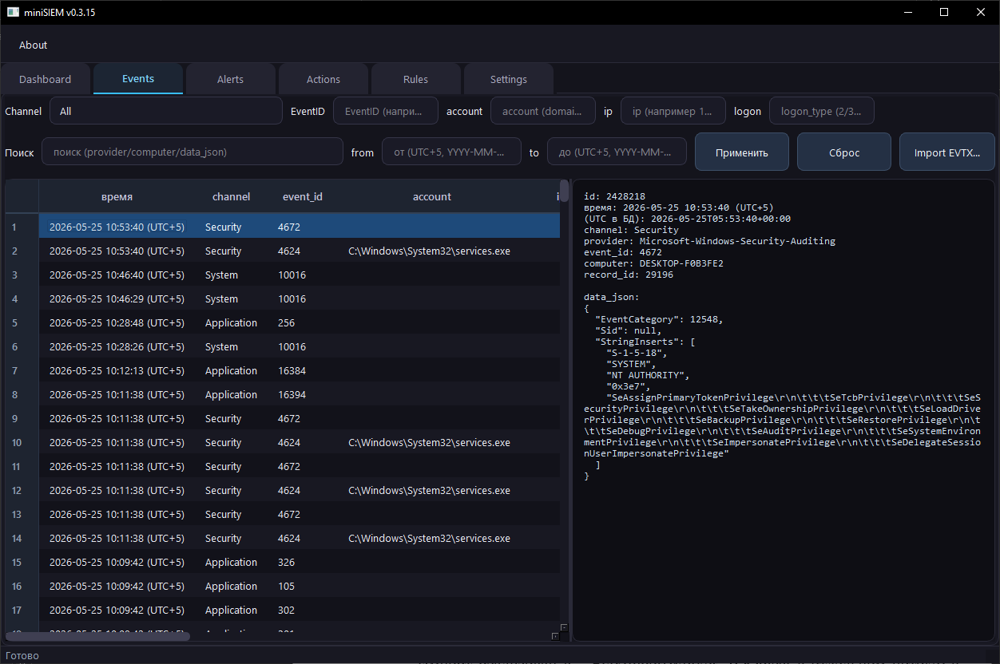 miniSIEM v0.3.15
About
Dashboard Events Alerts Actions Rules Settings
Channel All EventID EventID (напри... account account (domai... ip ip (например 1... logon logon_type (2/3...
Поиск поиск (provider/computer/data_json) from от (UTC+5, YYYY-MM-... to до (UTC+5, YYYY-MM-... Применить Сброс Import EVTX...
время channel event_id account
1 2026-05-25 10:53:40 (UTC+5) Security 4672
2 2026-05-25 10:53:40 (UTC+5) Security 4624 C:\Windows\System32\services.exe
3 2026-05-25 10:46:40 (UTC+5) System 10016
4 2026-05-25 10:46:29 (UTC+5) System 10016
5 2026-05-25 10:28:48 (UTC+5) Application 256
6 2026-05-25 10:28:26 (UTC+5) System 10016
7 2026-05-25 10:12:13 (UTC+5) Application 16384
8 2026-05-25 10:11:38 (UTC+5) Application 16394
9 2026-05-25 10:11:38 (UTC+5) Security 4672
10 2026-05-25 10:11:38 (UTC+5) Security 4624 C:\Windows\System32\services.exe
11 2026-05-25 10:11:38 (UTC+5) Security 4672
12 2026-05-25 10:11:38 (UTC+5) Security 4624 C:\Windows\System32\services.exe
13 2026-05-25 10:11:38 (UTC+5) Security 4672
14 2026-05-25 10:11:38 (UTC+5) Security 4624 C:\Windows\System32\services.exe
15 2026-05-25 10:09:42 (UTC+5) Application 326
16 2026-05-25 10:09:42 (UTC+5) Application 105
17 2026-05-25 10:09:42 (UTC+5) Application 302
id: 2428218
время: 2026-05-25 10:53:40 (UTC+5)
(UTC в БД): 2026-05-25T05:53:40+00:00
channel: Security
provider: Microsoft-Windows-Security-Auditing
event_id: 4672
computer: DESKTOP-F0B3FE2
record_id: 29196
data_json:
{
"EventCategory": 12548,
"Sid": null,
"StringInserts": [
"S-1-5-18",
"SYSTEM",
"NT AUTHORITY",
"0x3e7",
"SeAssignPrimaryTokenPrivilege\r\n\t\t\tSeTcbPrivilege\r\n\t\t\tSeS
ecurityPrivilege\r\n\t\t\tSeTakeOwnershipPrivilege\r\n\t\t\tSeLoadDrive
rPrivilege\r\n\t\t\tSeBackupPrivilege\r\n\t\t\tSeRestorePrivilege\r\n\t
\t\tSeDebugPrivilege\r\n\t\t\tSeAuditPrivilege\r\n\t\t\tSeSystemEnviron
mentPrivilege\r\n\t\t\tSeImpersonatePrivilege\r\n\t\t\tSeDelegateSessio
nUserImpersonatePrivilege"
]
}
Готово